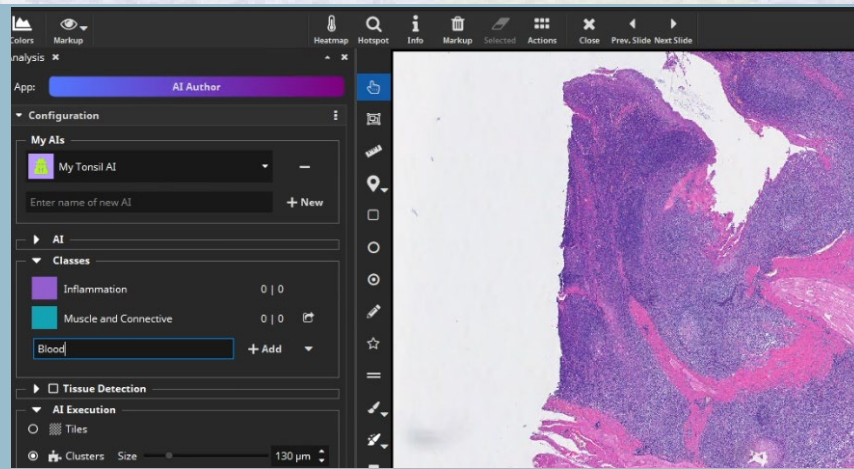 Colors Markup Heatmap Hotspot Info Markup Selected Actions Close Prev. Slide Next Slide
Analysis
App: AI Author
Configuration
My AIs
My Tonsil AI
Enter name of new AI + New
AI
Classes
Inflammation 0 | 0
Muscle and Connective 0 | 0
Blood + Add
Tissue Detection
AI Execution
Tiles
Clusters Size 130 µm